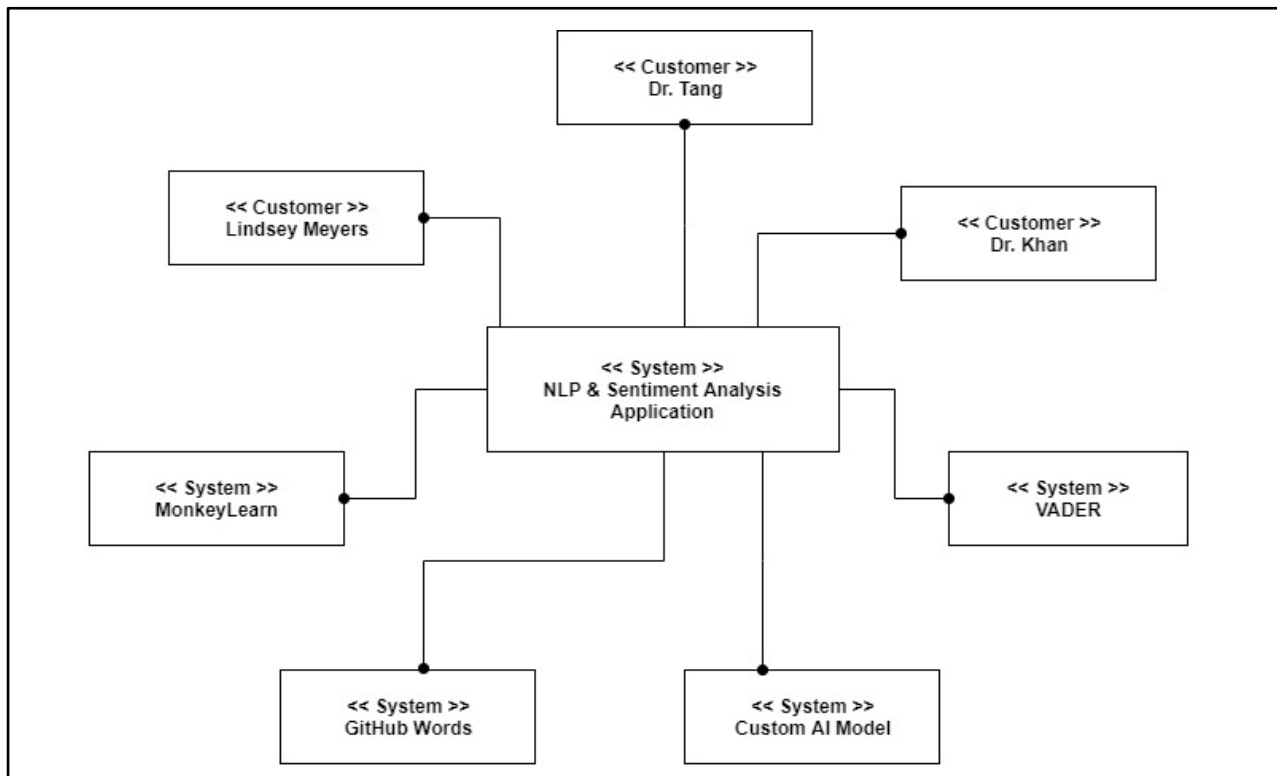 << Customer >>
Dr. Tang
<< Customer >>
Lindsey Meyers
<< Customer >>
Dr. Khan
<< System >>
NLP & Sentiment Analysis
Application
<< System >>
MonkeyLearn
<< System >>
VADER
<< System >>
GitHub Words
<< System >>
Custom AI Model